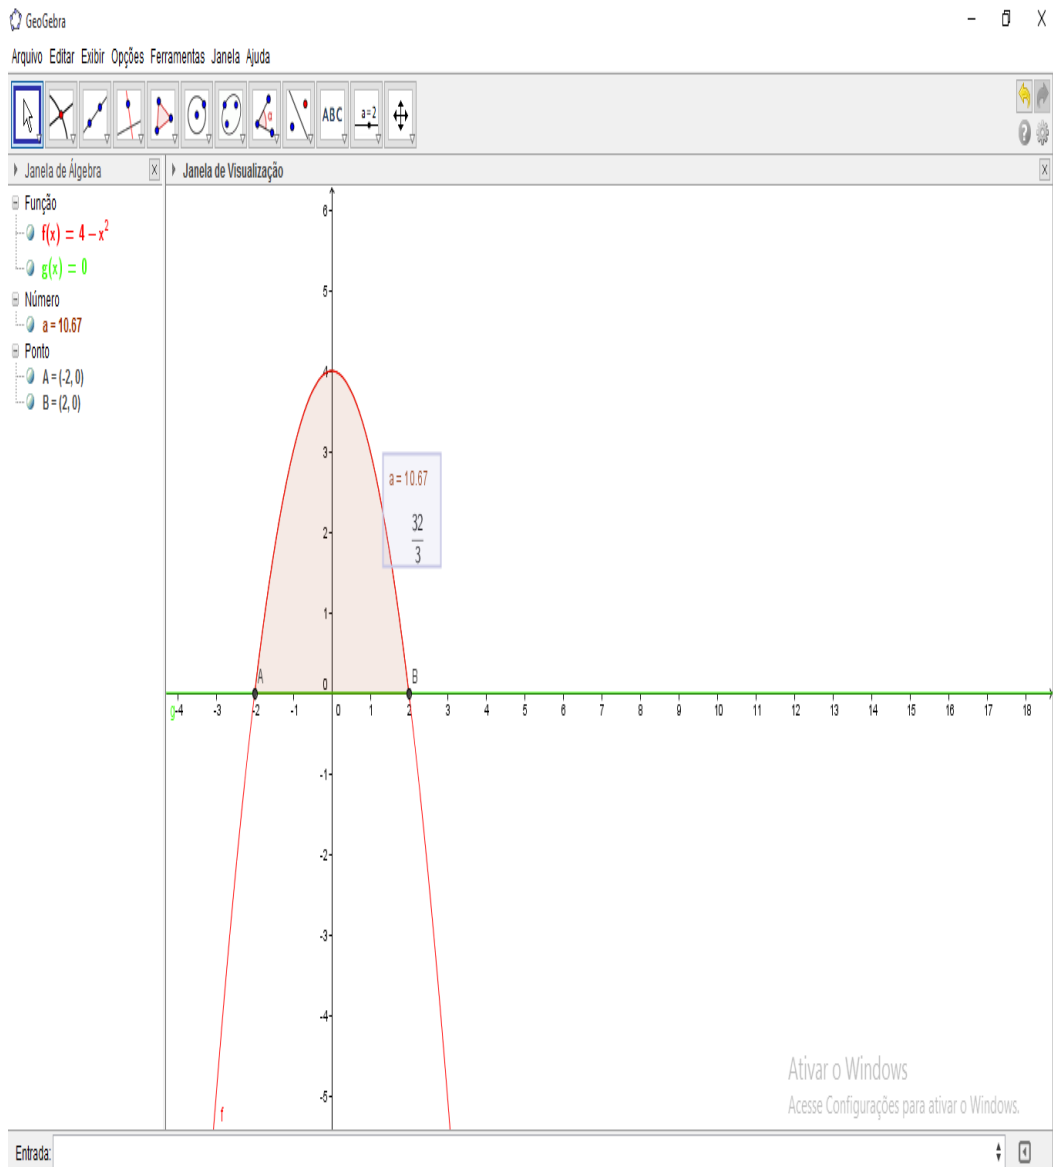 GeoGebra
Arquivo Editar Exibir Opções Ferramentas Janela Ajuda
ABC
a=2
Janela de Álgebra
Janela de Visualização
Função
f(x) = 4 – x²
g(x) = 0
Número
a = 10.67
Ponto
A = (-2, 0)
B = (2, 0)
6
5
4
3
2
1
0
-1
-2
-3
-4
-5
a = 10.67
32
3
A
B
g
-4 -3 -2 -1 0 1 2 3 4 5 6 7 8 9 10 11 12 13 14 15 16 17 18
f
Ativar o Windows
Acesse Configurações para ativar o Windows.
Entrada: